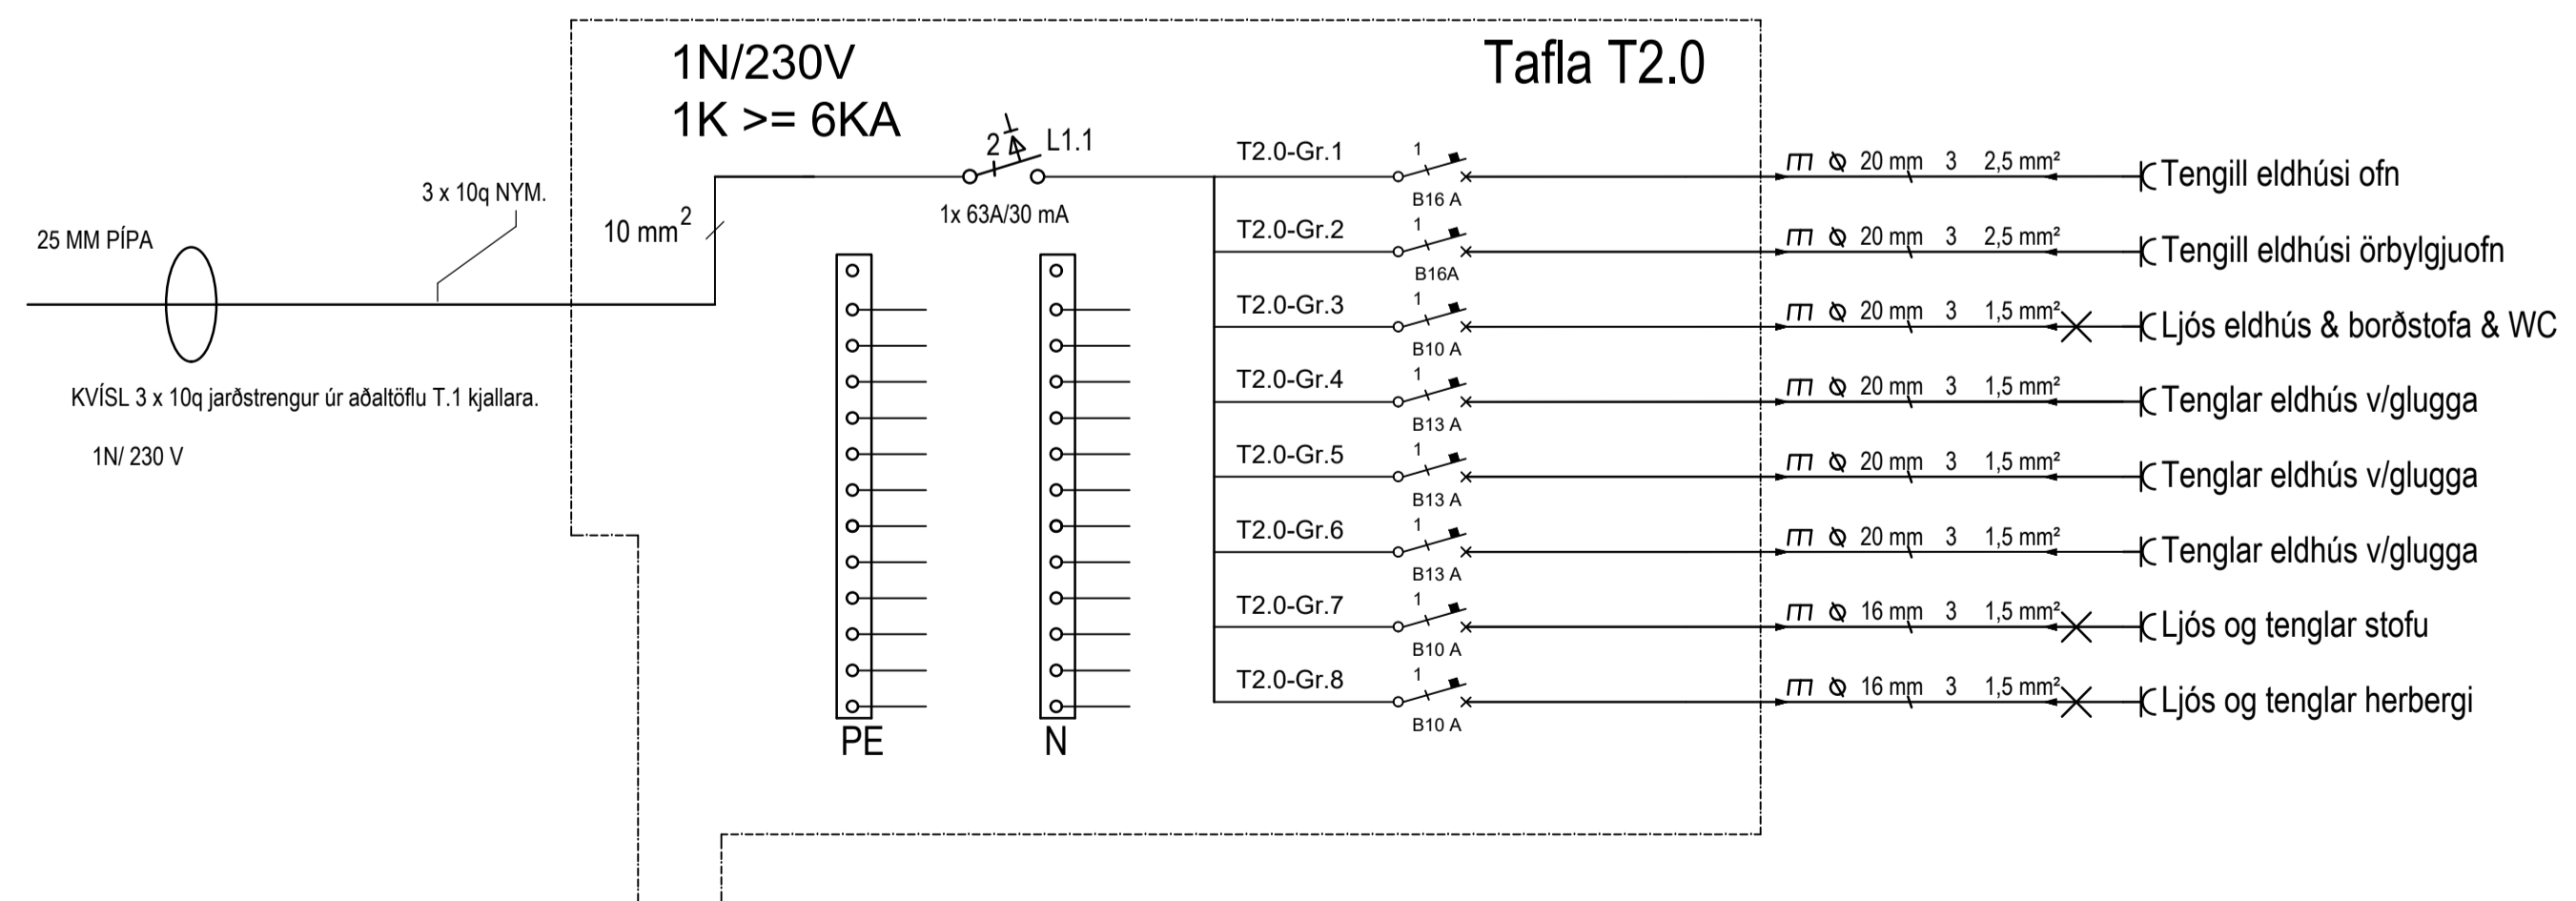 1N/230V
1K >= 6KA
Tafla T2.0
25 MM PÍPA
3 x 10q NYM.
10 mm²
KVÍSL 3 x 10q jarðstrengur úr aðaltöflu T.1 kjallara.
1N/ 230 V
2 L1.1
1x 63A/30 mA
PE
N
T2.0-Gr.1 1 B16 A 20 mm 3 2,5 mm² Tengill eldhúsi ofn
T2.0-Gr.2 1 B16A 20 mm 3 2,5 mm² Tengill eldhúsi örbylgjuofn
T2.0-Gr.3 1 B10 A 20 mm 3 1,5 mm² Ljós eldhús & borðstofa & WC
T2.0-Gr.4 1 B13 A 20 mm 3 1,5 mm² Tenglar eldhús v/glugga
T2.0-Gr.5 1 B13 A 20 mm 3 1,5 mm² Tenglar eldhús v/glugga
T2.0-Gr.6 1 B13 A 20 mm 3 1,5 mm² Tenglar eldhús v/glugga
T2.0-Gr.7 1 B10 A 16 mm 3 1,5 mm² Ljós og tenglar stofu
T2.0-Gr.8 1 B10 A 16 mm 3 1,5 mm² Ljós og tenglar herbergi